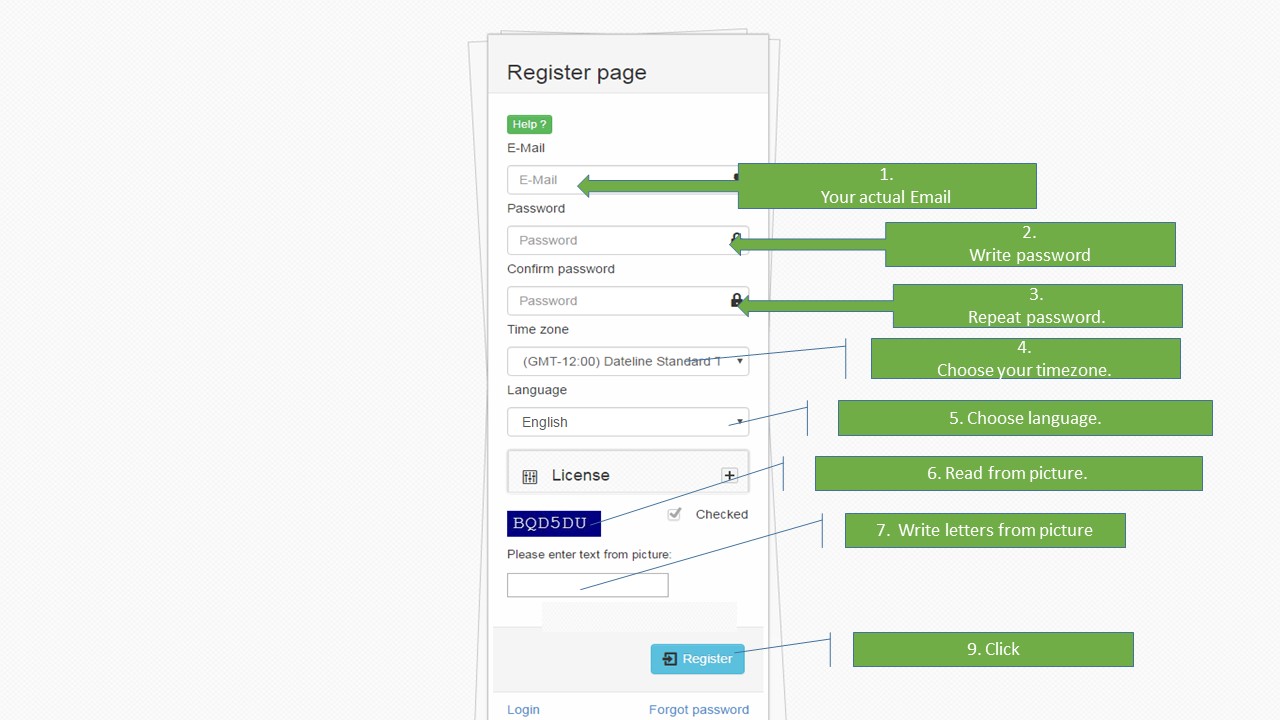 Register page
Help ?
E-Mail
E-Mail
1.
Your actual Email
Password
Password
2.
Write password
Confirm password
Password
3.
Repeat password.
Time zone
(GMT-12:00) Dateline Standard T
4.
Choose your timezone.
Language
English
5. Choose language.
License
6. Read from picture.
BQD5DU
Checked
7. Write letters from picture
Please enter text from picture:
Register
9. Click
Login
Forgot password